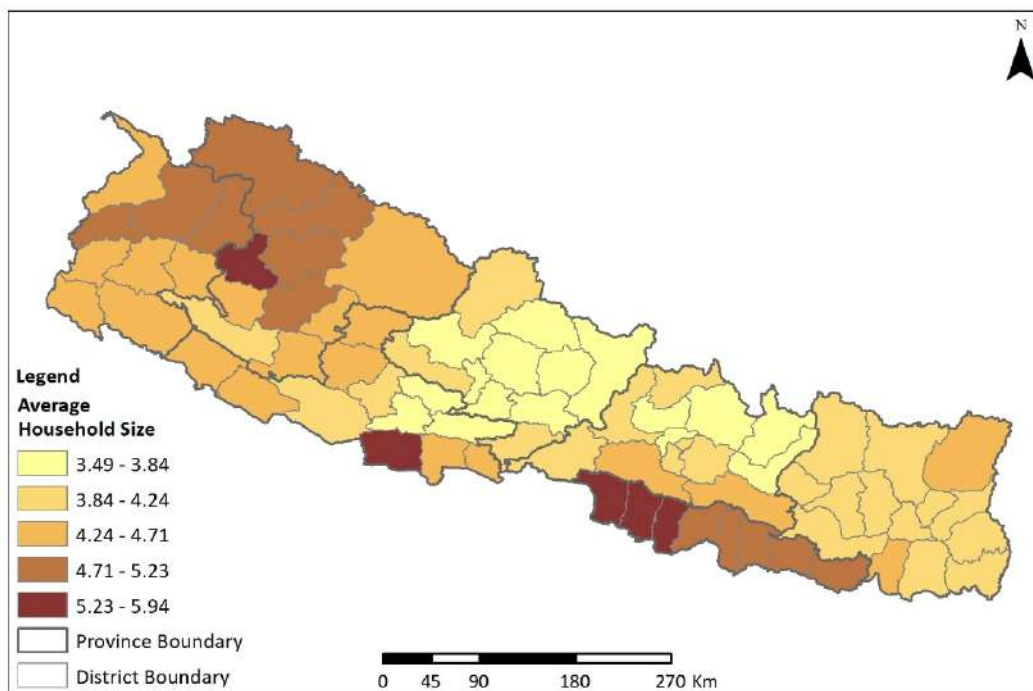 N
Legend
Average
Household Size
3.49 - 3.84
3.84 - 4.24
4.24 - 4.71
4.71 - 5.23
5.23 - 5.94
Province Boundary
District Boundary
0 45 90 180 270 Km